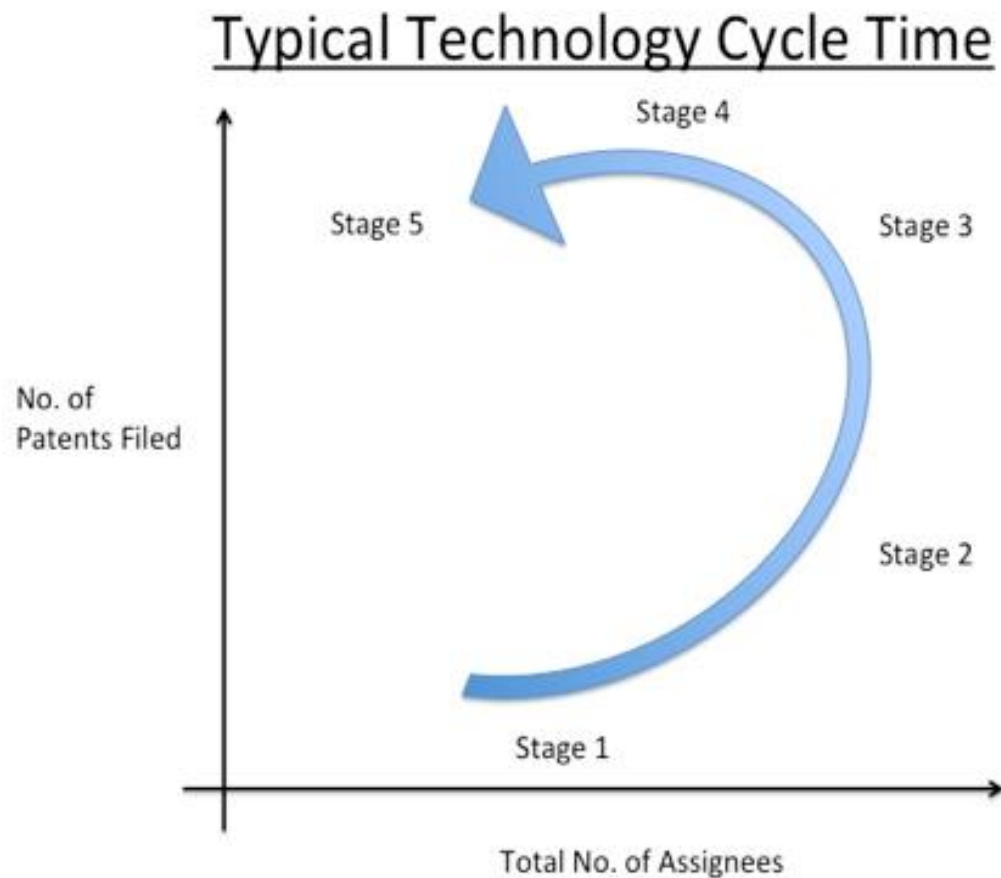 Typical Technology Cycle Time
Stage 4
Stage 5
Stage 3
No. of
Patents Filed
Stage 2
Stage 1
Total No. of Assignees